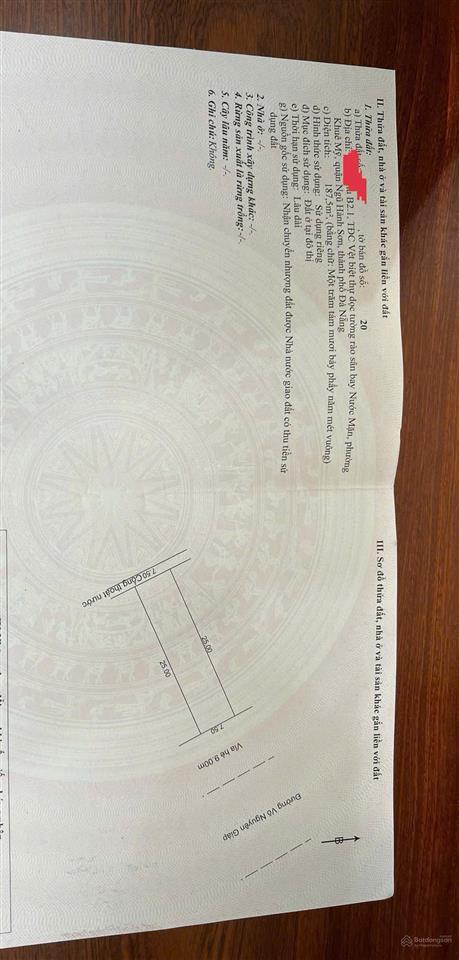 II. Thửa đất, nhà ở và tài sản khác gắn liền với đất
1. Thửa đất:
a) Thửa đất số: , tờ bản đồ số: 20
b) Địa chỉ: B2.1, TDC Vệt biệt thự dọc tường rào sân bay Nước Mặn, phường
Khuê Mỹ, quận Ngũ Hành Sơn, thành phố Đà Nẵng
c) Diện tích: 187,5m², (bằng chữ: Một trăm tám mươi bảy phẩy năm mét vuông)
d) Hình thức sử dụng: Sử dụng riêng
đ) Mục đích sử dụng: Đất ở tại đô thị
e) Thời hạn sử dụng: Lâu dài
g) Nguồn gốc sử dụng: Nhận chuyển nhượng đất được Nhà nước giao đất có thu tiền sử
dụng đất
2. Nhà ở: -/-.
3. Công trình xây dựng khác: -/-.
4. Rừng sản xuất là rừng trồng: -/-.
5. Cây lâu năm: -/-.
6. Ghi chú: Không.
III. Sơ đồ thửa đất, nhà ở và tài sản khác gắn liền với đất
B
Đường Võ Nguyên Giáp
Vỉa hè 9.00m
7.50
25.00
25.00
7.50
Cống thoát nước
Batdongsan